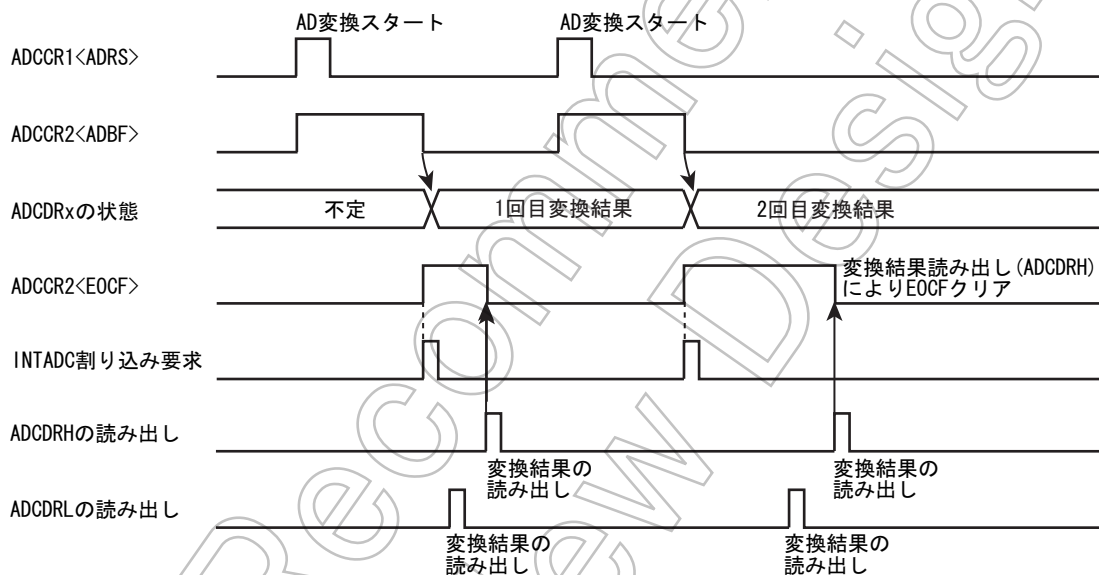 AD変換スタート
AD変換スタート
ADCCR1<ADRS>
ADCCR2<ADBF>
ADCDRxの状態
不定
1回目変換結果
2回目変換結果
ADCCR2<EOCF>
変換結果読み出し(ADCDRH)
によりEOCFクリア
INTADC割り込み要求
ADCDRHの読み出し
変換結果の
読み出し
変換結果の
読み出し
ADCDRLの読み出し
変換結果の
読み出し
変換結果の
読み出し